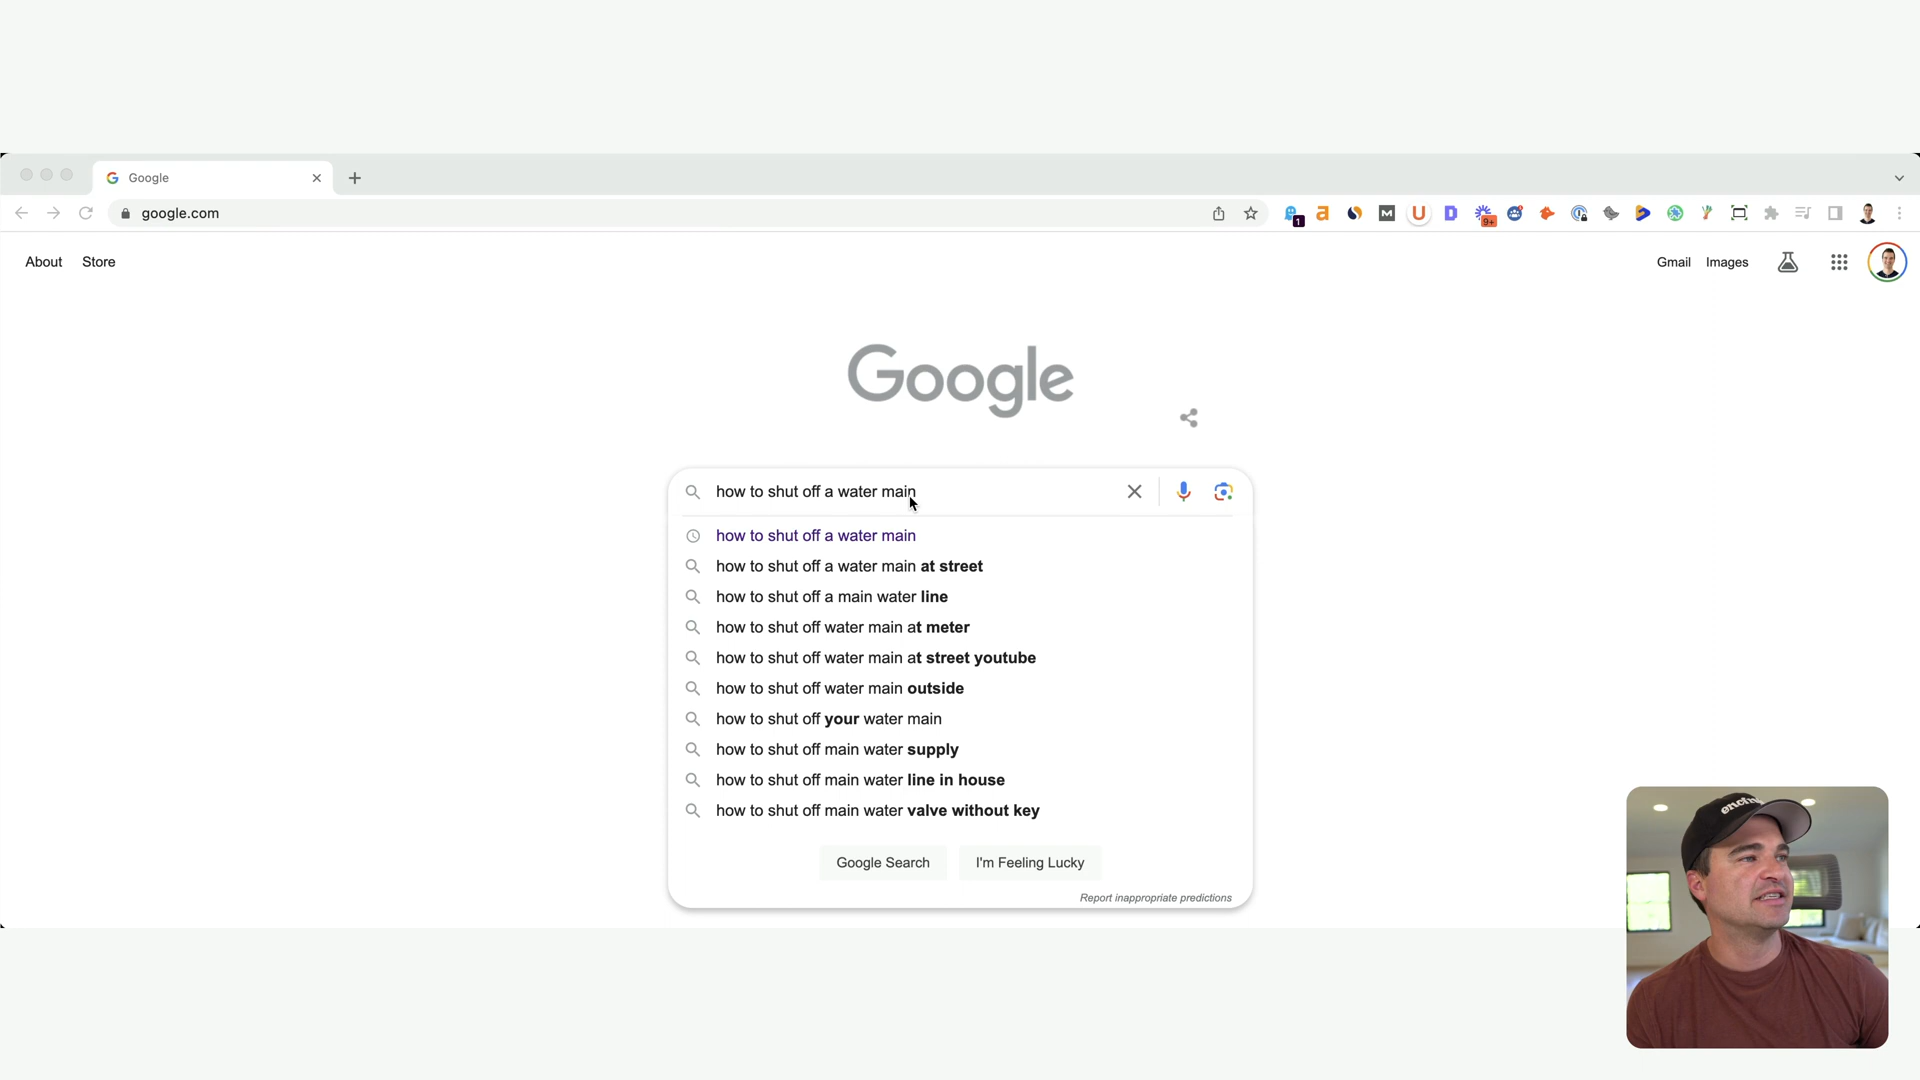 Google
google.com
1
a
M
U
D
9+
About Store
Gmail Images
Google
how to shut off a water main
how to shut off a water main
how to shut off a water main at street
how to shut off a main water line
how to shut off water main at meter
how to shut off water main at street youtube
how to shut off water main outside
how to shut off your water main
how to shut off main water supply
how to shut off main water line in house
how to shut off main water valve without key
Google Search I'm Feeling Lucky
Report inappropriate predictions